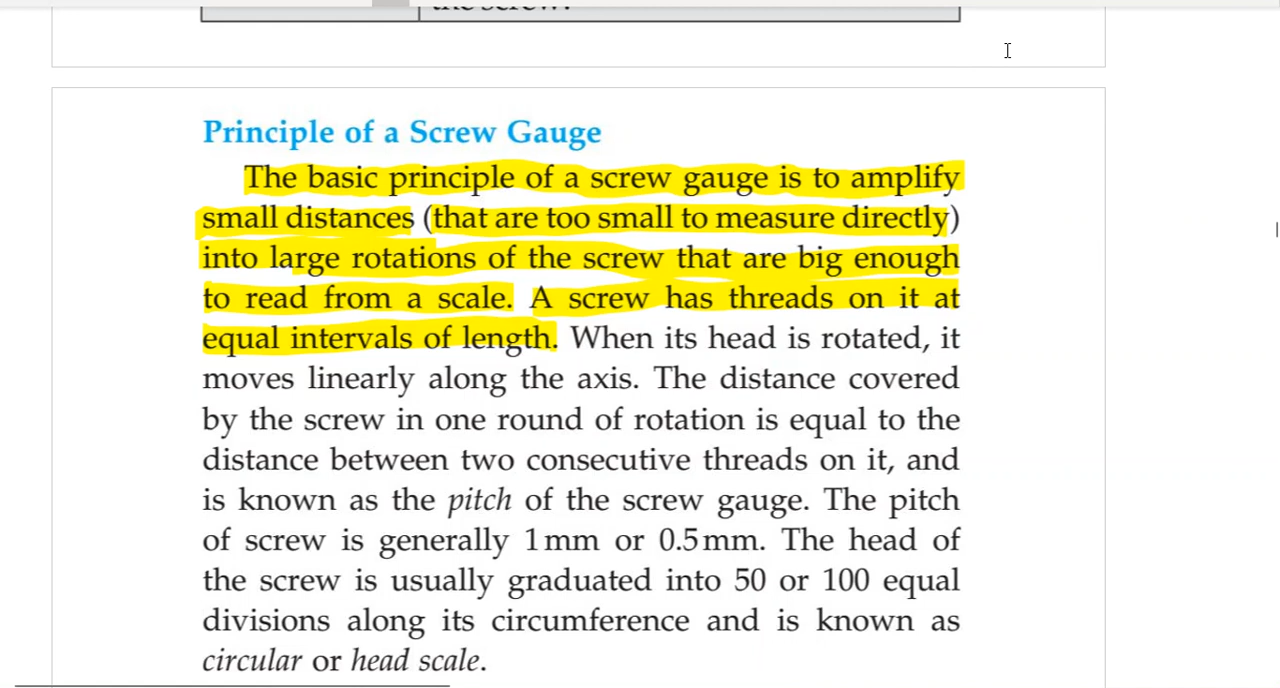 the screw.
Principle of a Screw Gauge
The basic principle of a screw gauge is to amplify
small distances (that are too small to measure directly)
into large rotations of the screw that are big enough
to read from a scale. A screw has threads on it at
equal intervals of length. When its head is rotated, it
moves linearly along the axis. The distance covered
by the screw in one round of rotation is equal to the
distance between two consecutive threads on it, and
is known as the pitch of the screw gauge. The pitch
of screw is generally 1 mm or 0.5 mm. The head of
the screw is usually graduated into 50 or 100 equal
divisions along its circumference and is known as
circular or head scale.